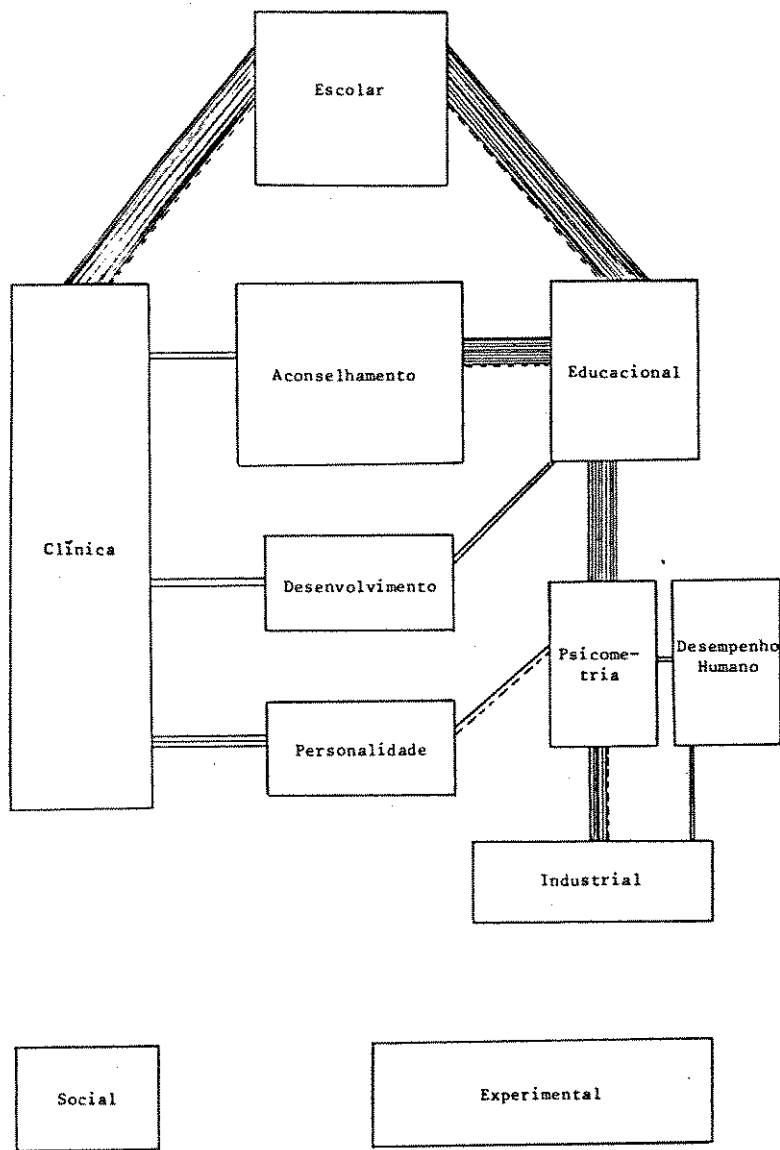 Escolar
Aconselhamento
Educacional
Clínica
Desenvolvimento
Psicome-
tria
Desempenho
Humano
Personalidade
Industrial
Social
Experimental